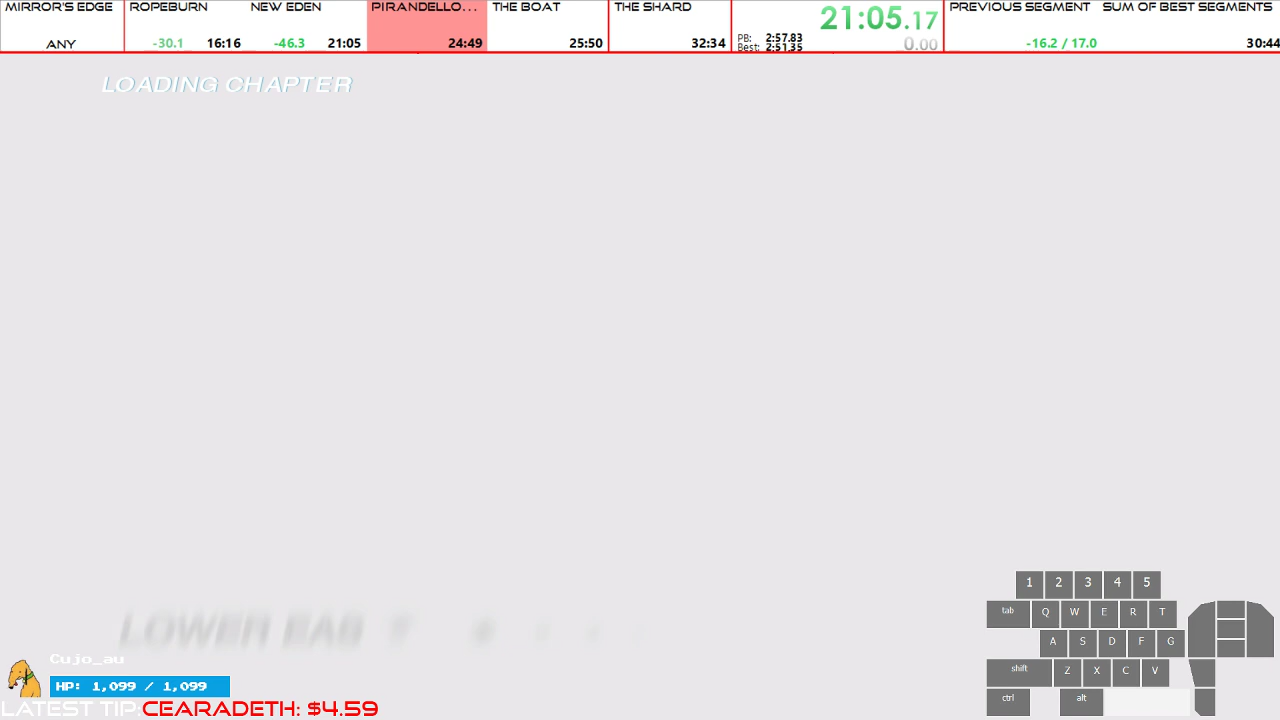 MIRROR'S EDGE ROPEBURN NEW EDEN PIRANDELLO... THE BOAT THE SHARD 21:05.17 PREVIOUS SEGMENT SUM OF BEST SEGMENTS
ANY -30.1 16:16 -46.3 21:05 24:49 25:50 32:34 PB: 2:57.83 0.00 -16.2 / 17.0 30:44
Best: 2:51.35
LOADING CHAPTER
1 2 3 4 5
tab Q W E R T
A S D F G
LOWER
Cujo_au
shift Z X C V
HP: 1,099 / 1,099
ctrl alt
LATEST TIP:CEARADETH: $4.59